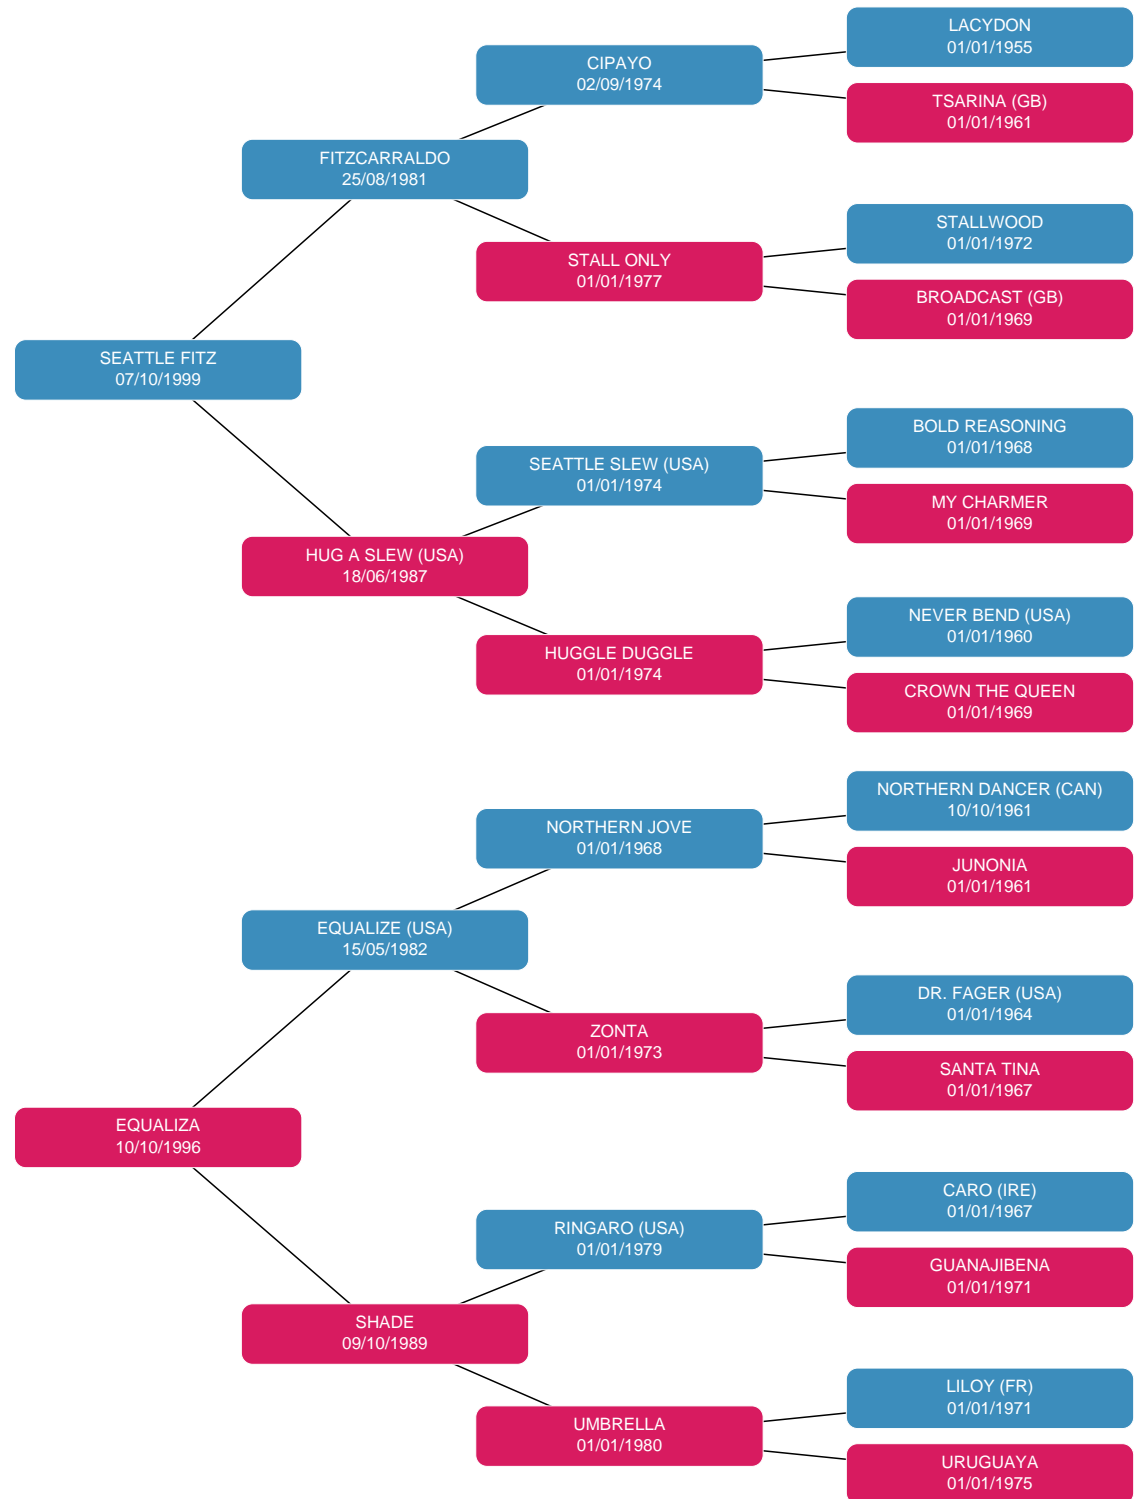 LACYDON
01/01/1955
CIPAYO
02/09/1974
TSARINA (GB)
01/01/1961
FITZCARRALDO
25/08/1981
STALLWOOD
01/01/1972
STALL ONLY
01/01/1977
BROADCAST (GB)
01/01/1969
SEATTLE FITZ
07/10/1999
BOLD REASONING
01/01/1968
SEATTLE SLEW (USA)
01/01/1974
MY CHARMER
01/01/1969
HUG A SLEW (USA)
18/06/1987
NEVER BEND (USA)
01/01/1960
HUGGLE DUGGLE
01/01/1974
CROWN THE QUEEN
01/01/1969
NORTHERN DANCER (CAN)
10/10/1961
NORTHERN JOVE
01/01/1968
JUNONIA
01/01/1961
EQUALIZE (USA)
15/05/1982
DR. FAGER (USA)
01/01/1964
ZONTA
01/01/1973
SANTA TINA
01/01/1967
EQUALIZA
10/10/1996
CARO (IRE)
01/01/1967
RINGARO (USA)
01/01/1979
GUANAJIBENA
01/01/1971
SHADE
09/10/1989
LILOY (FR)
01/01/1971
UMBRELLA
01/01/1980
URUGUAYA
01/01/1975